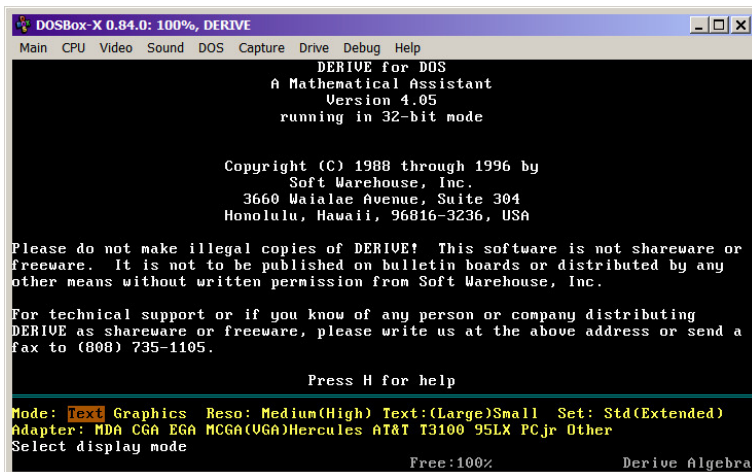 DOSBox-X 0.84.0: 100%, DERIVE
Main CPU Video Sound DOS Capture Drive Debug Help
DERIVE for DOS
A Mathematical Assistant
Version 4.05
running in 32-bit mode
Copyright (C) 1988 through 1996 by
Soft Warehouse, Inc.
3660 Waialae Avenue, Suite 304
Honolulu, Hawaii, 96816-3236, USA
Please do not make illegal copies of DERIVE! This software is not shareware or
freeware. It is not to be published on bulletin boards or distributed by any
other means without written permission from Soft Warehouse, Inc.
For technical support or if you know of any person or company distributing
DERIVE as shareware or freeware, please write us at the above address or send a
fax to (808) 735-1105.
Press H for help
Mode: Text Graphics Reso: Medium(High) Text:(Large)Small Set: Std(Extended)
Adapter: MDA CGA EGA MCGA(VGA)Hercules AT&T T3100 95LX PCjr Other
Select display mode
Free:100% Derive Algebra